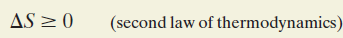 ΔS ≥ 0 (second law of thermodynamics)